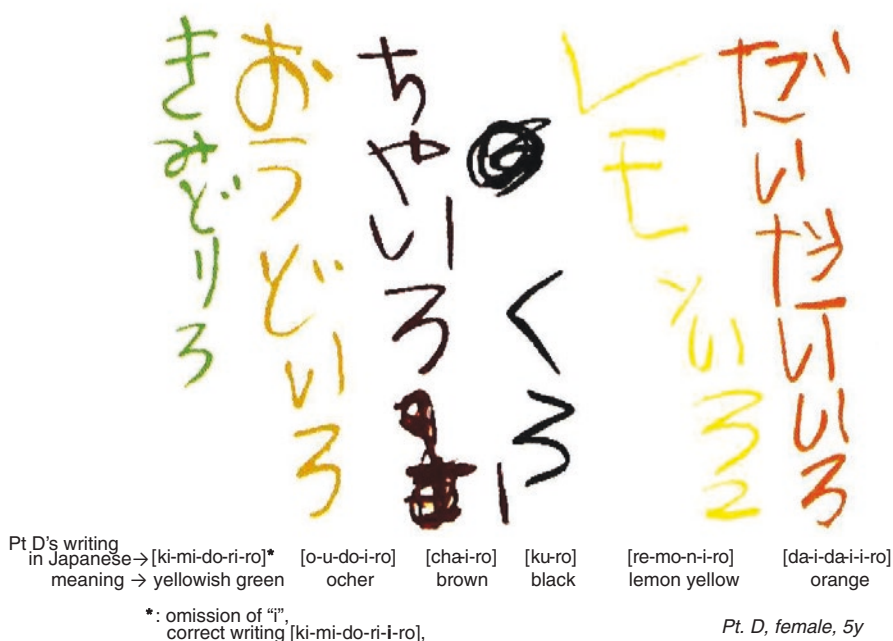 だいだいいろ
レモンいろ
くろ
ちやいろ
おうどいろ
きみどりろ
Pt D's writing
in Japanese→[ki-mi-do-ri-ro]* [o-u-do-i-ro] [cha-i-ro] [ku-ro] [re-mo-n-i-ro] [da-i-da-i-i-ro]
meaning → yellowish green ocher brown black lemon yellow orange
*: omission of “i”,
correct writing [ki-mi-do-ri-i-ro],
Pt. D, female, 5y